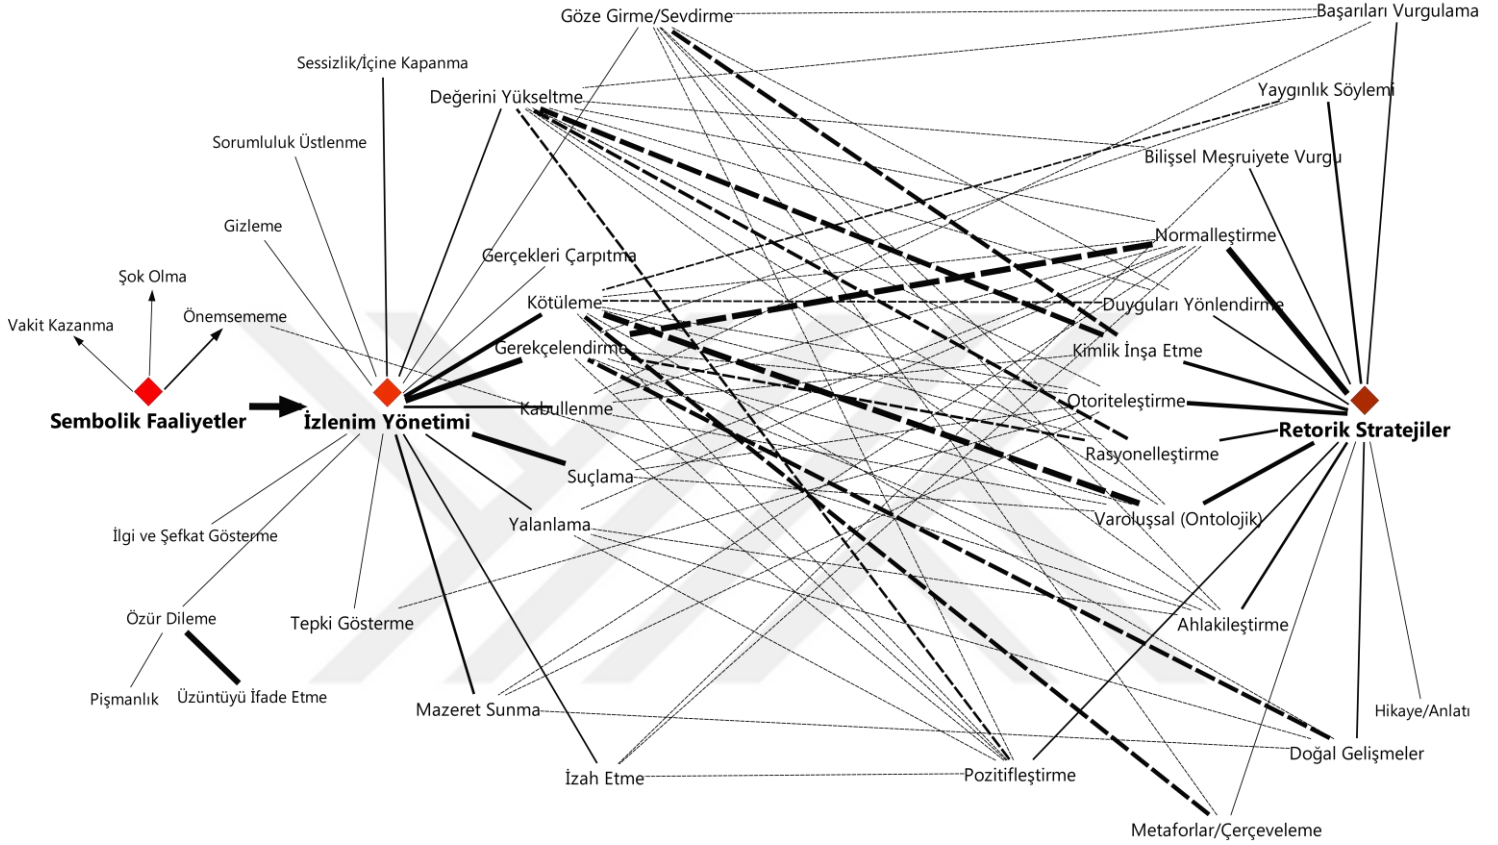 Göze Girme/Sevdirme
Başarıları Vurgulama
Sessizlik/İçine Kapanma
Değerini Yükseltme
Yaygınlık Söylemi
Sorumluluk Üstlenme
Bilişsel Meşruiyete Vurgu
Gizleme
Normalleştirme
Gerçekleri Çarpıtma
Şok Olma
Kötüleme
Duyguları Yönlendirme
Vakit Kazanma
Önemsememe
Gerekçelendirme
Kimlik İnşa Etme
Kabullenme
Otoriteleştirme
Sembolik Faaliyetler
İzlenim Yönetimi
Retorik Stratejiler
Rasyonelleştirme
Suçlama
Yalanlama
Varoluşsal (Ontolojik)
İlgi ve Şefkat Gösterme
Özür Dileme
Tepki Gösterme
Ahlakileştirme
Pişmanlık
Üzüntüyü İfade Etme
Mazeret Sunma
Hikaye/Anlatı
Doğal Gelişmeler
İzah Etme
Pozitifleştirme
Metaforlar/Çerçeveleme